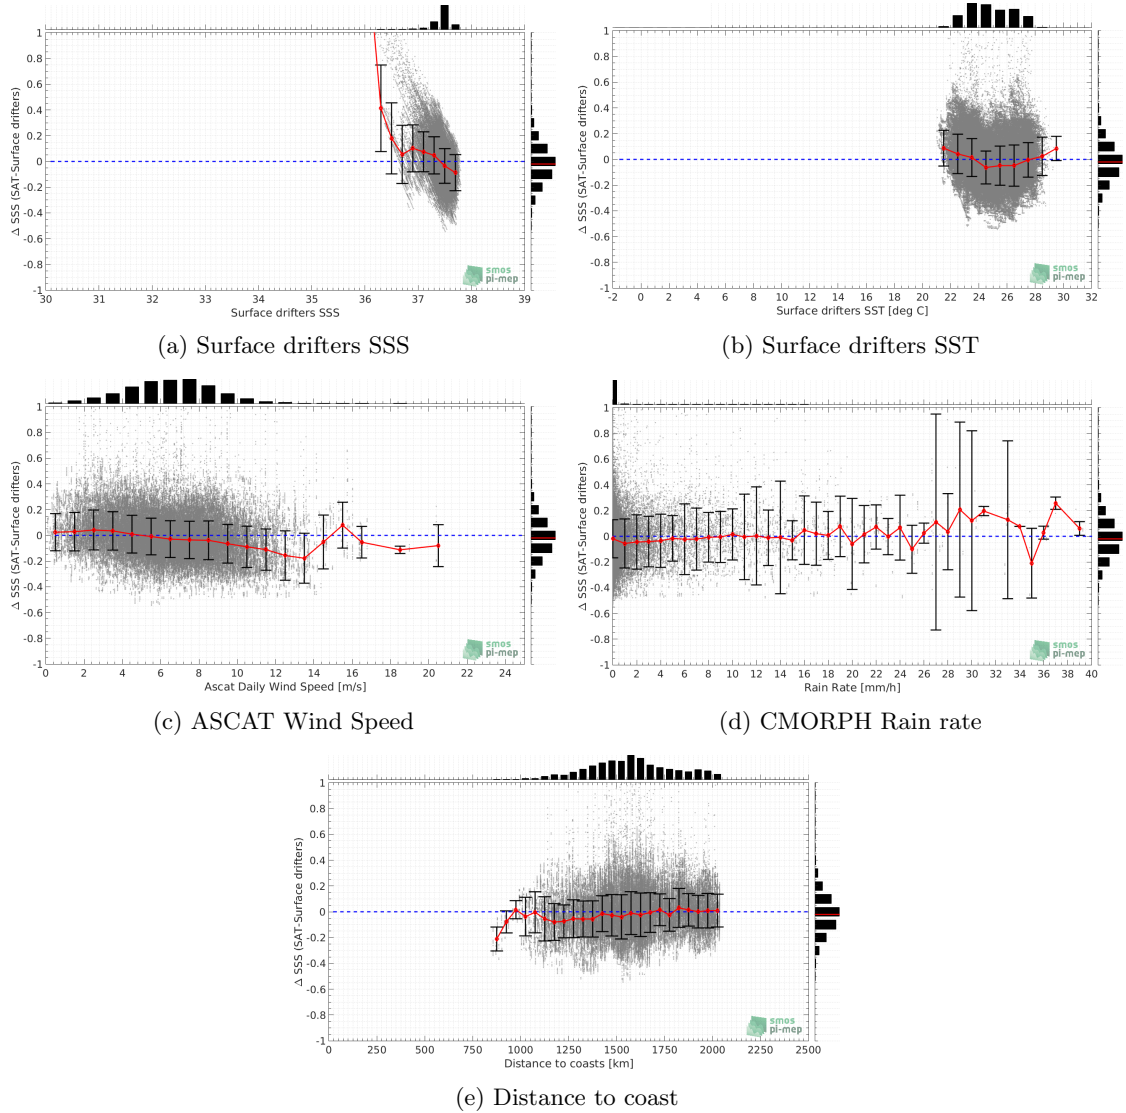 1
0.8
0.6
0.4
0.2
0
-0.2
-0.4
-0.6
-0.8
-1
Δ SSS (SAT-Surface drifters)
30 31 32 33 34 35 36 37 38 39
Surface drifters SSS
smos
pi-mep
(a) Surface drifters SSS
1
0.8
0.6
0.4
0.2
0
-0.2
-0.4
-0.6
-0.8
-1
Δ SSS (SAT-Surface drifters)
-2 0 2 4 6 8 10 12 14 16 18 20 22 24 26 28 30 32
Surface drifters SST [deg C]
smos
pi-mep
(b) Surface drifters SST
1
0.8
0.6
0.4
0.2
0
-0.2
-0.4
-0.6
-0.8
-1
Δ SSS (SAT-Surface drifters)
0 2 4 6 8 10 12 14 16 18 20 22 24
Ascat Daily Wind Speed [m/s]
smos
pi-mep
(c) ASCAT Wind Speed
1
0.8
0.6
0.4
0.2
0
-0.2
-0.4
-0.6
-0.8
-1
Δ SSS (SAT-Surface drifters)
0 2 4 6 8 10 12 14 16 18 20 22 24 26 28 30 32 34 36 38 40
Rain Rate [mm/h]
smos
pi-mep
(d) CMORPH Rain rate
1
0.8
0.6
0.4
0.2
0
-0.2
-0.4
-0.6
-0.8
-1
Δ SSS (SAT-Surface drifters)
0 250 500 750 1000 1250 1500 1750 2000 2250 2500
Distance to coasts [km]
smos
pi-mep
(e) Distance to coast